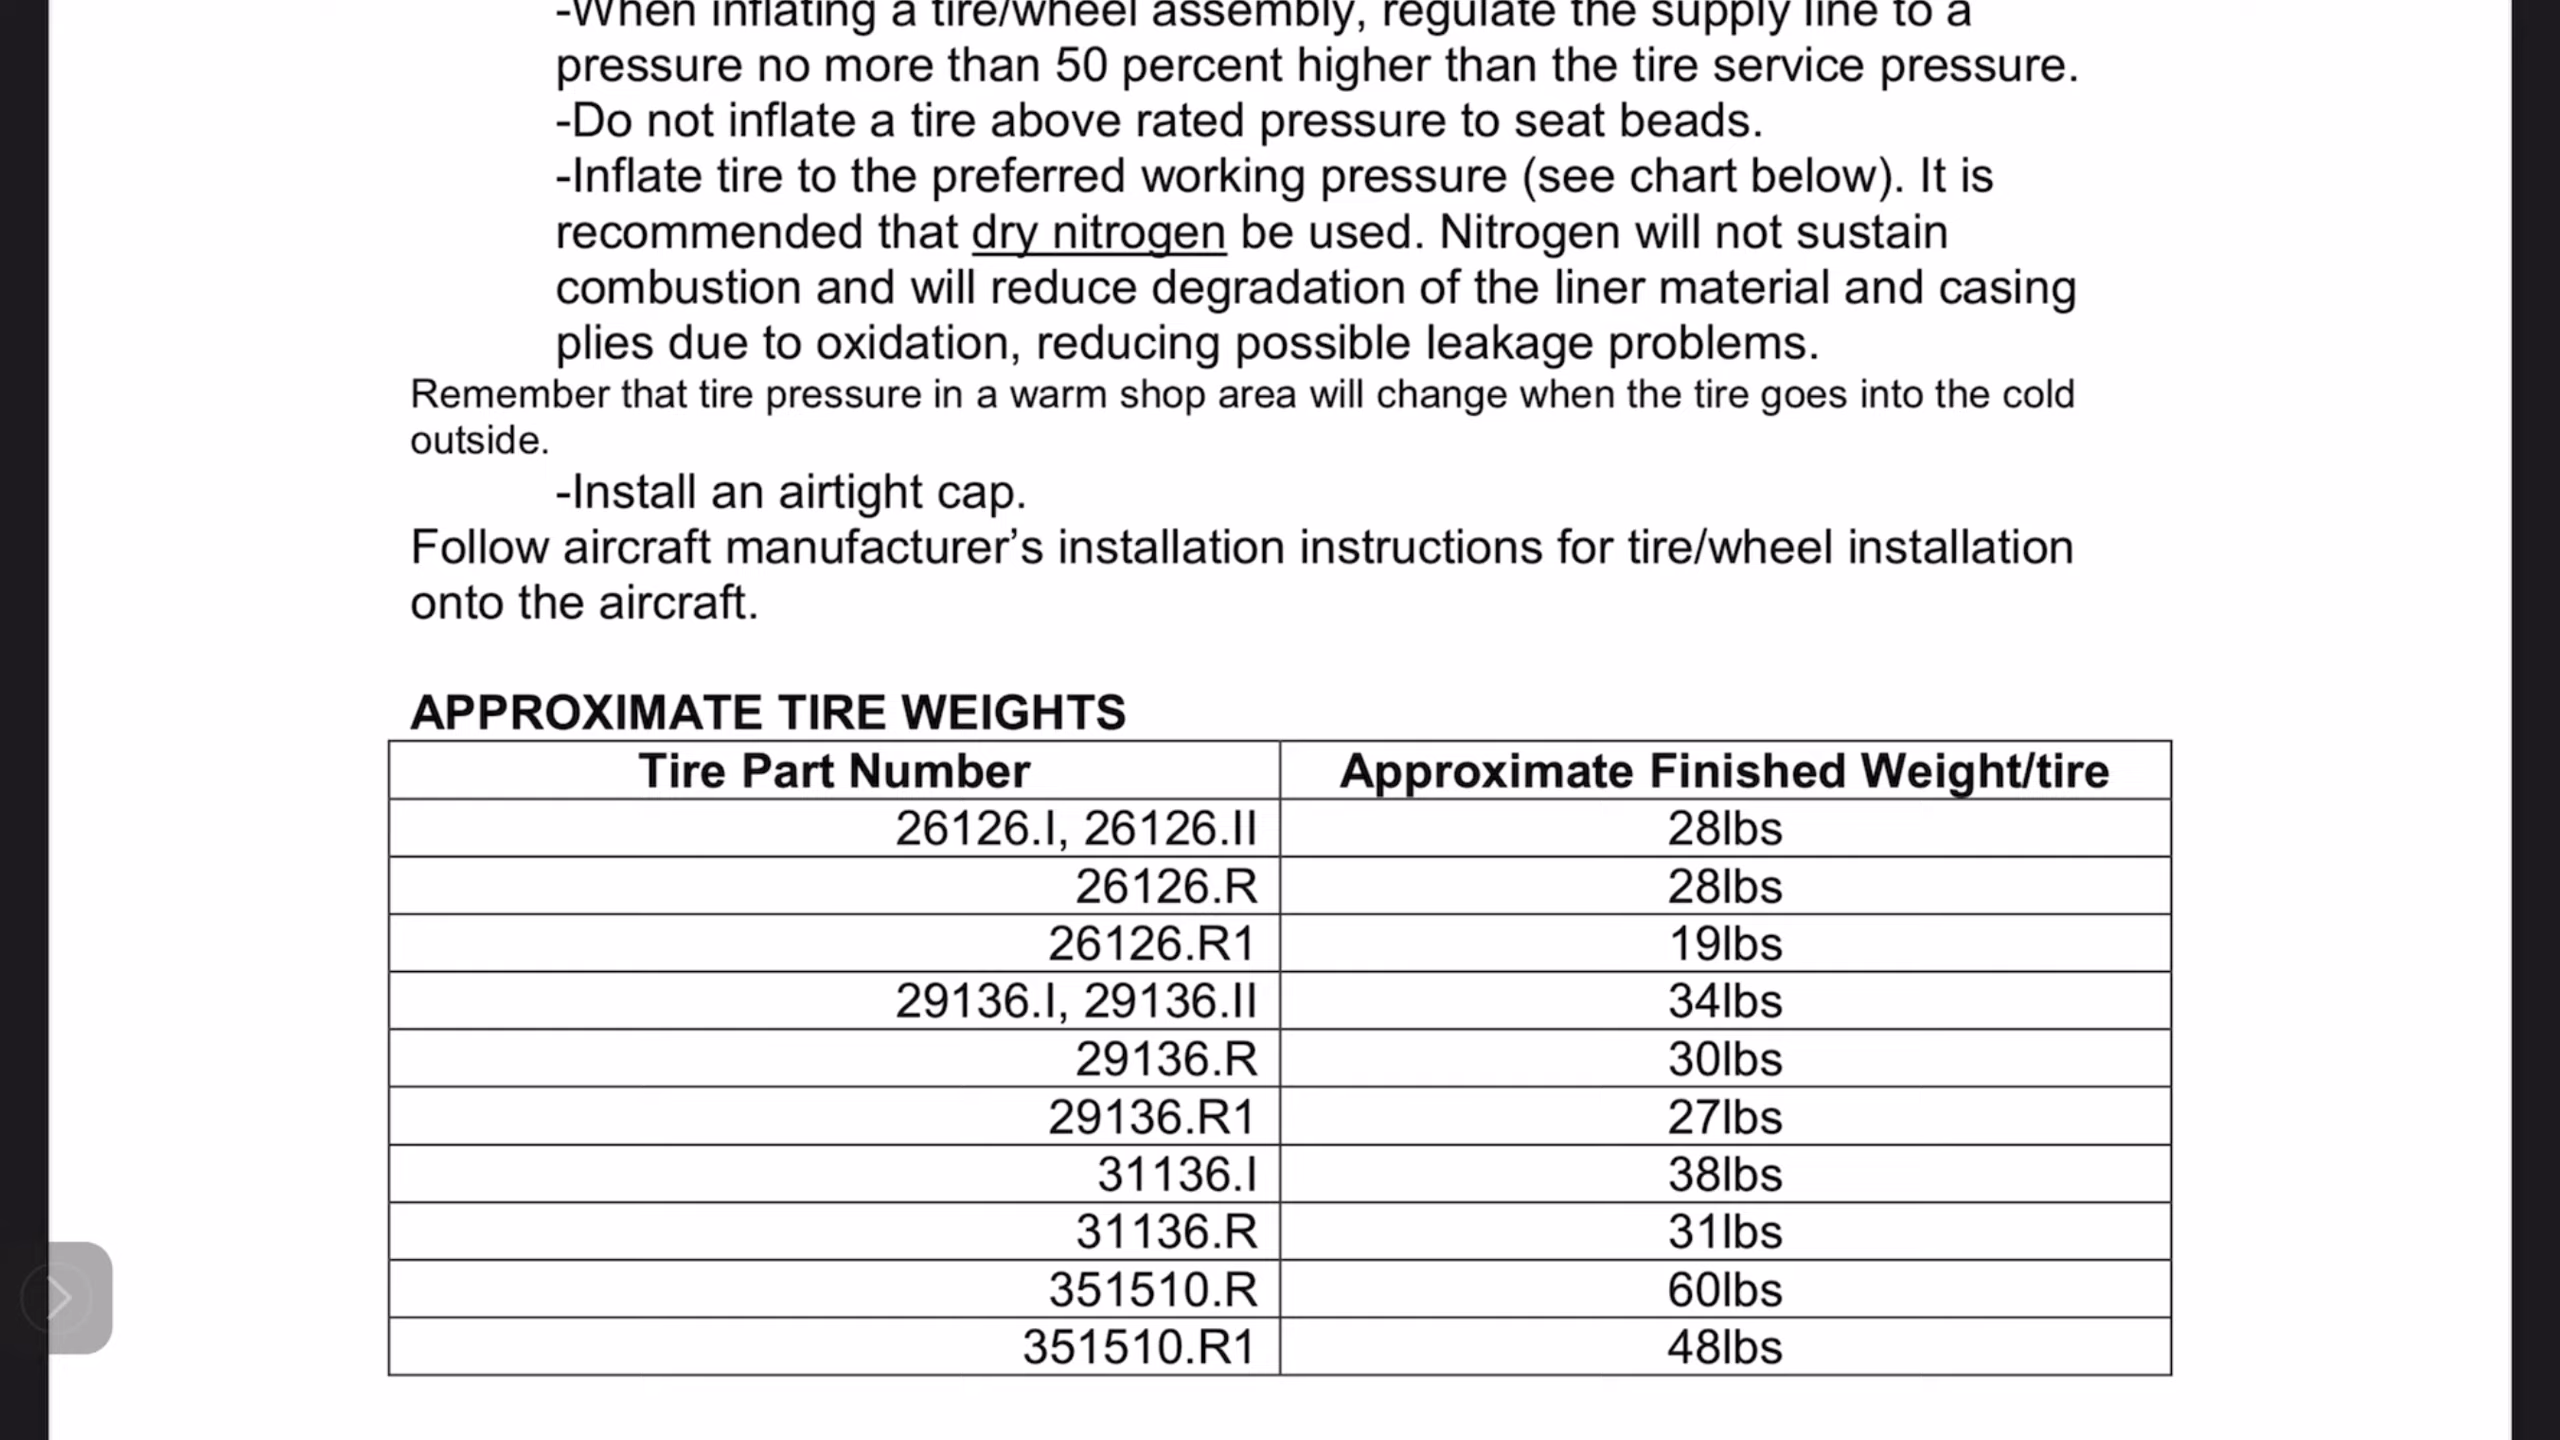 -When inflating a tire/wheel assembly, regulate the supply line to a
pressure no more than 50 percent higher than the tire service pressure.
-Do not inflate a tire above rated pressure to seat beads.
-Inflate tire to the preferred working pressure (see chart below). It is
recommended that dry nitrogen be used. Nitrogen will not sustain
combustion and will reduce degradation of the liner material and casing
plies due to oxidation, reducing possible leakage problems.
Remember that tire pressure in a warm shop area will change when the tire goes into the cold
outside.
-Install an airtight cap.
Follow aircraft manufacturer’s installation instructions for tire/wheel installation
onto the aircraft.
APPROXIMATE TIRE WEIGHTS
Tire Part Number Approximate Finished Weight/tire
26126.I, 26126.II 28lbs
26126.R 28lbs
26126.R1 19lbs
29136.I, 29136.II 34lbs
29136.R 30lbs
29136.R1 27lbs
31136.I 38lbs
31136.R 31lbs
351510.R 60lbs
351510.R1 48lbs